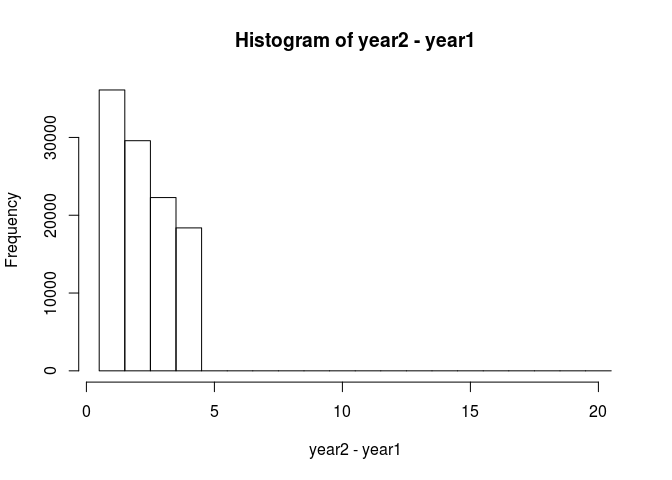 Histogram of year2 - year1
Frequency
30000
20000
10000
0
0 5 10 15 20
year2 - year1